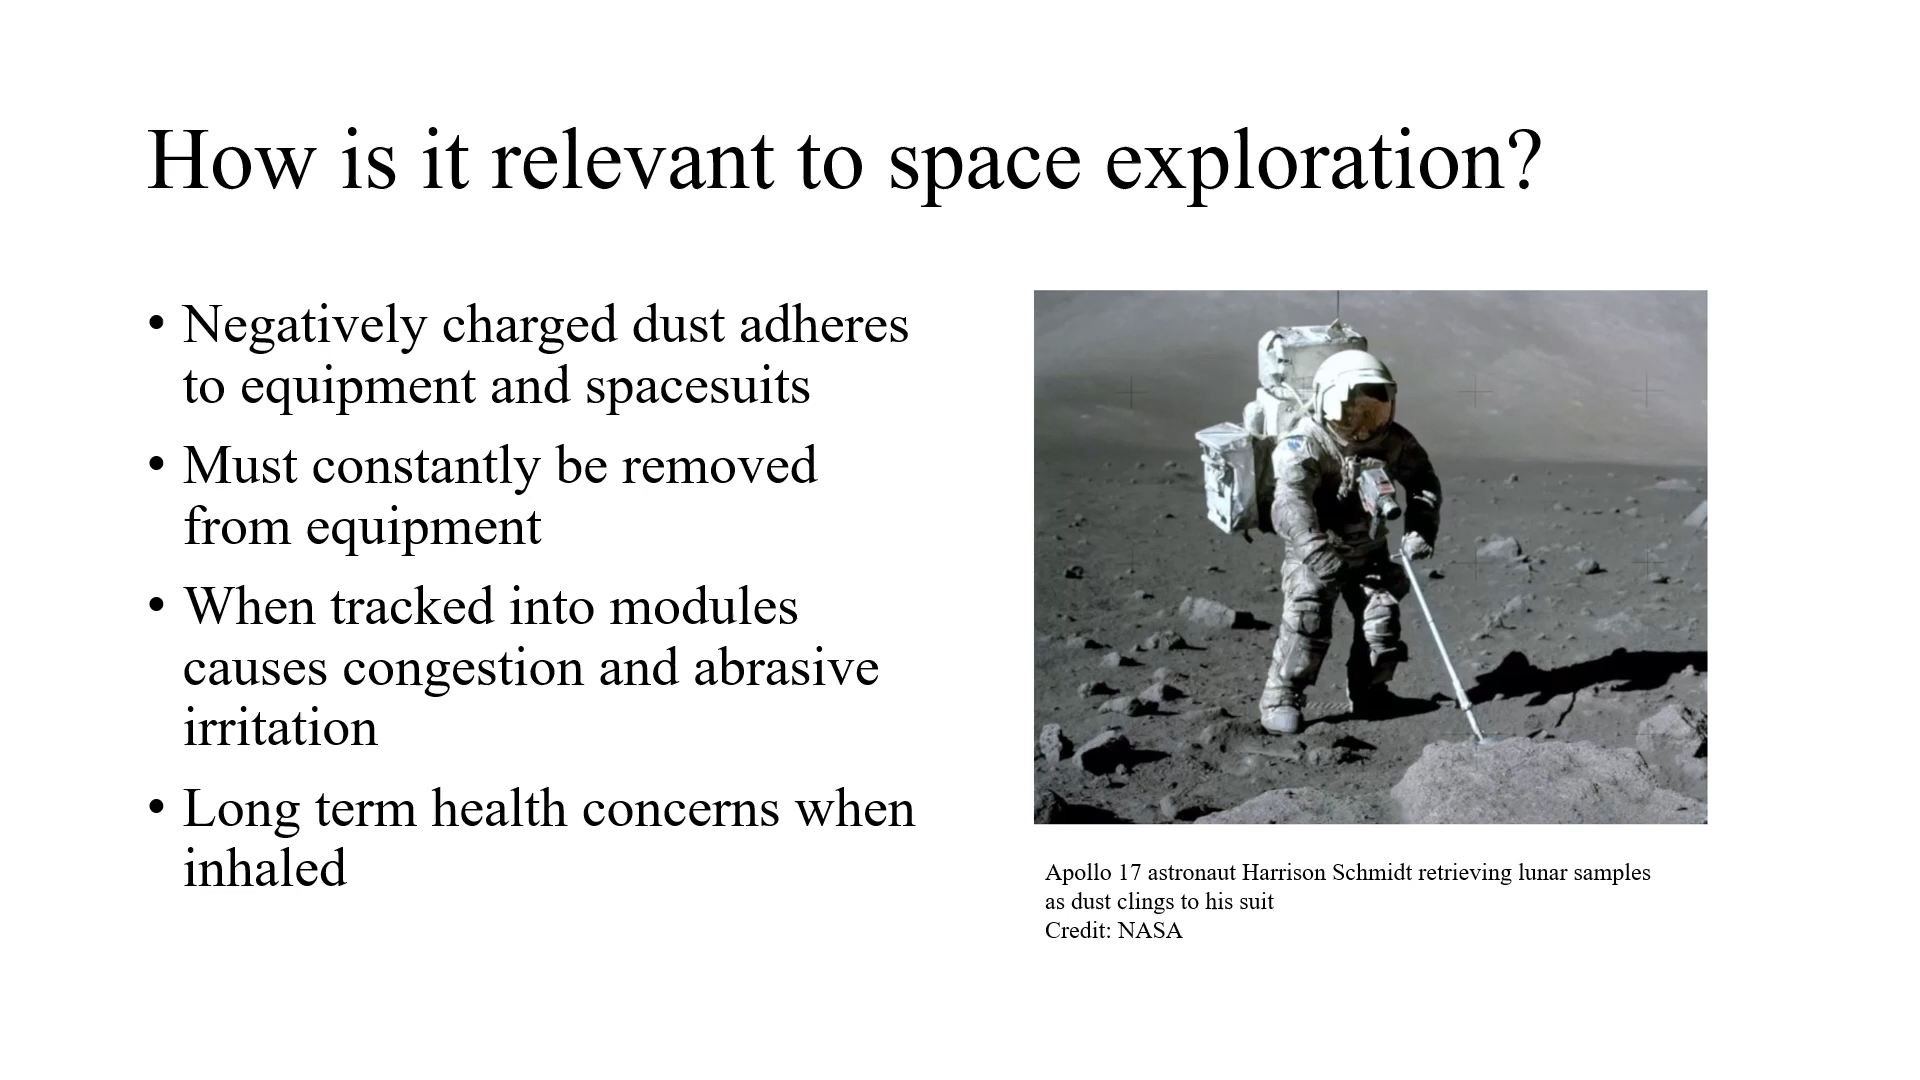 How is it relevant to space exploration?
• Negatively charged dust adheres
to equipment and spacesuits
• Must constantly be removed
from equipment
• When tracked into modules
causes congestion and abrasive
irritation
• Long term health concerns when
inhaled
Apollo 17 astronaut Harrison Schmidt retrieving lunar samples
as dust clings to his suit
Credit: NASA